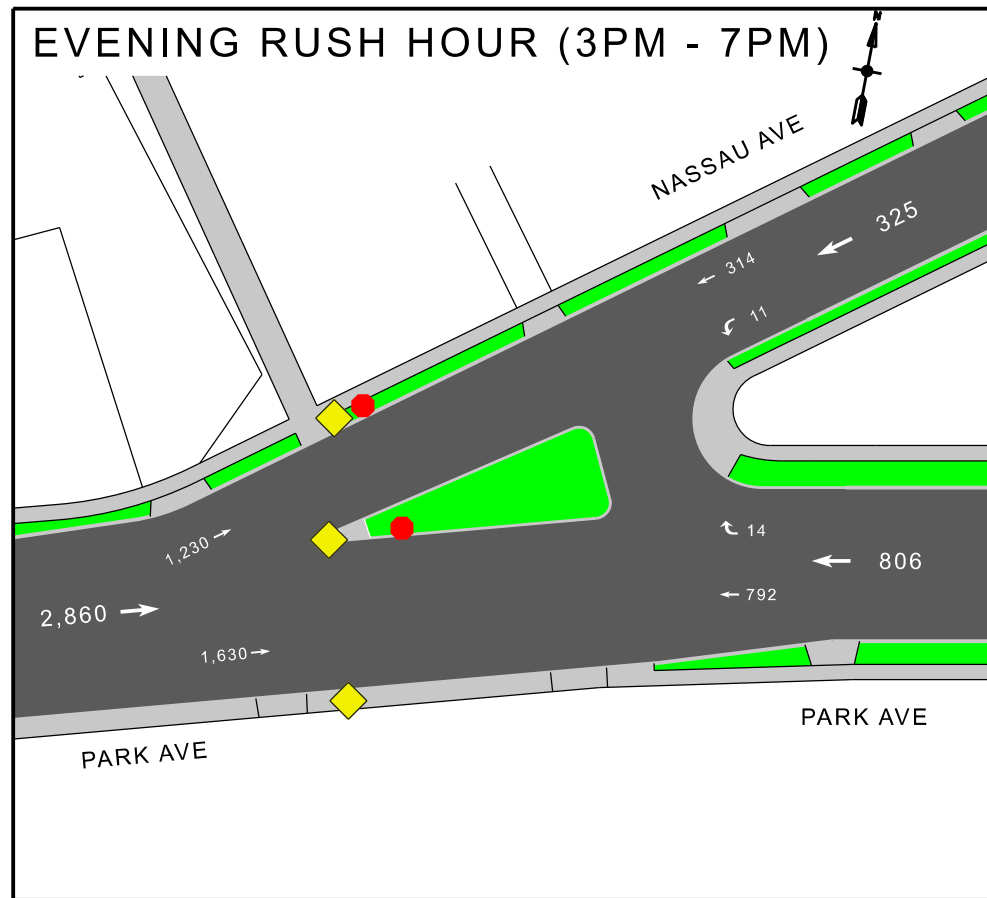 EVENING RUSH HOUR (3PM - 7PM)
N
NASSAU AVE
325
314
11
1,230
14
806
2,860
792
1,630
PARK AVE
PARK AVE